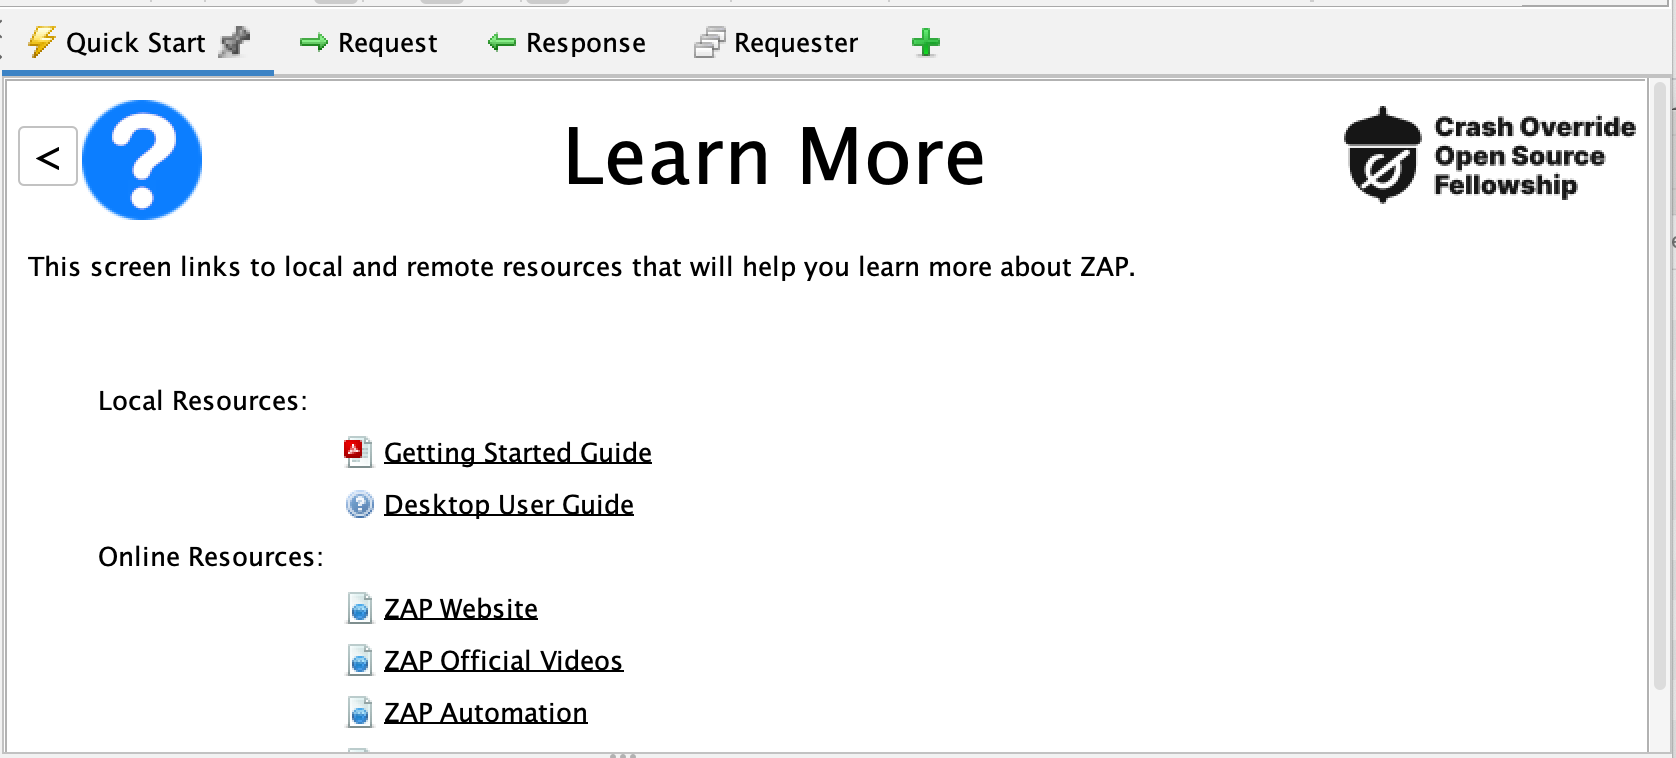 Quick Start
Request
Response
Requester
<
Learn More
Crash Override
Open Source
Fellowship
This screen links to local and remote resources that will help you learn more about ZAP.
Local Resources:
Getting Started Guide
Desktop User Guide
Online Resources:
ZAP Website
ZAP Official Videos
ZAP Automation